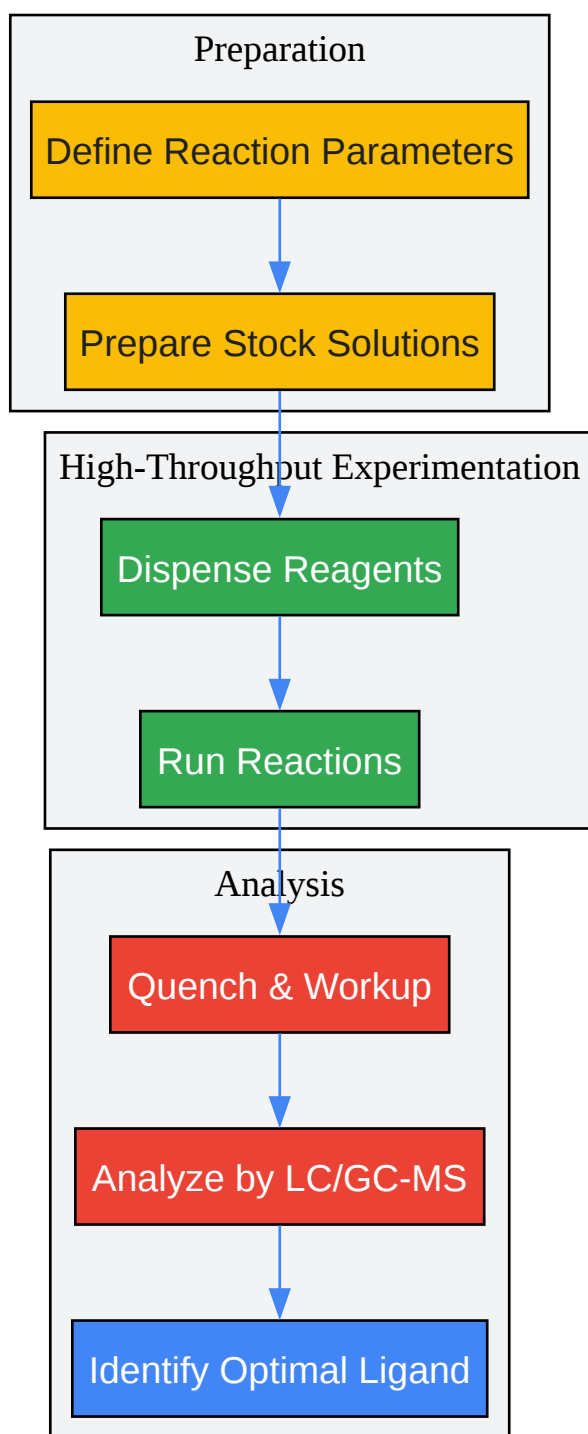 Preparation
Define Reaction Parameters
Prepare Stock Solutions
High-Throughput Experimentation
Dispense Reagents
Run Reactions
Analysis
Quench & Workup
Analyze by LC/GC-MS
Identify Optimal Ligand